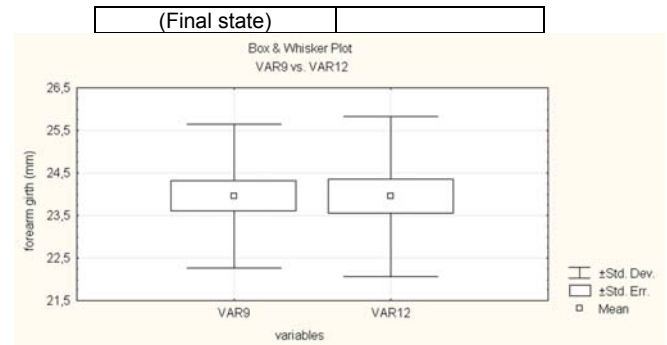 (Final state)
Box & Whisker Plot
VAR9 vs. VAR12
26,5
25,5
24,5
23,5
22,5
21,5
forearm girth (mm)
VAR9 VAR12
variables
±Std. Dev.
±Std. Err.
Mean